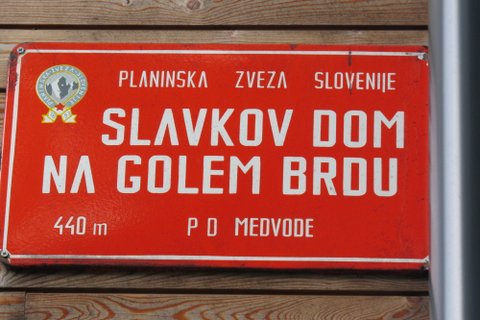 PLANINSKA ZVEZA SLOVENIJE
SLAVKOV DOM
NA GOLEM BRDU
440 m P D MEDVODE